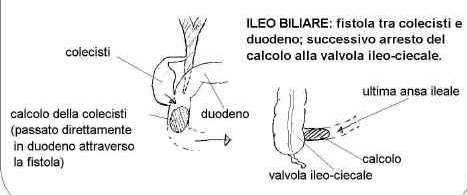 ILEO BILIARE: fistola tra colecisti e
duodeno; successivo arresto del
calcolo alla valvola ileo-ciecale.
colecisti
ultima ansa ileale
calcolo della colecisti
(passato direttamente
in duodeno attraverso
la fistola)
duodeno
calcolo
valvola ileo-ciecale